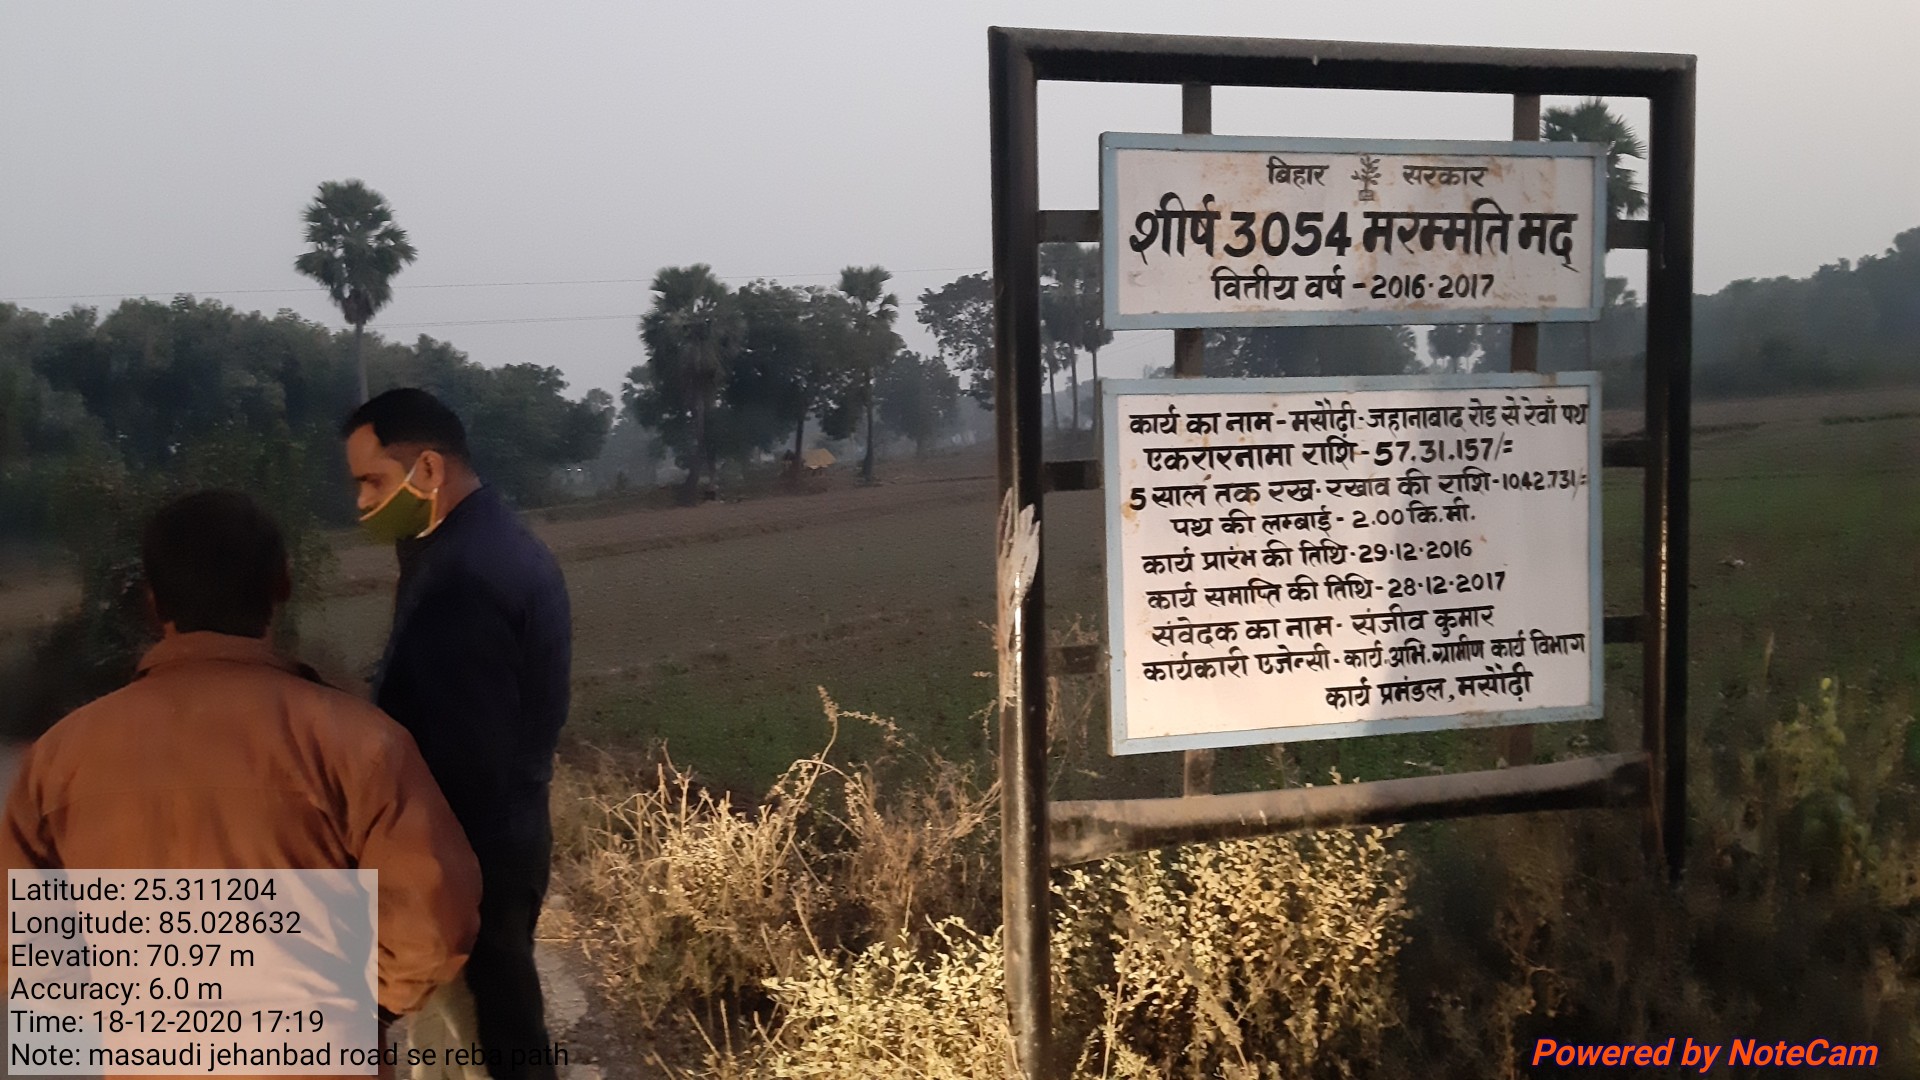 बिहार सरकार
शीर्ष 3054 मरम्मति मद
वितीय वर्ष - 2016-2017
कार्य का नाम - मसौढ़ी - जहानाबाद रोड से रेवाँ पथ
एकरारनामा राशि - 57.31.157/=
5 साल तक रख-रखाव की राशि - 1042.731/=
पथ की लम्बाई - 2.00 कि.मी.
कार्य प्रारंभ की तिथि - 29.12.2016
कार्य समाप्ति की तिथि - 28.12.2017
संवेदक का नाम - संजीव कुमार
कार्यकारी एजेन्सी - कार्य. अभि. ग्रामीण कार्य विभाग
कार्य प्रमंडल, मसौढ़ी
Latitude: 25.311204
Longitude: 85.028632
Elevation: 70.97 m
Accuracy: 6.0 m
Time: 18-12-2020 17:19
Note: masaudi jehanbad road se reba path
Powered by NoteCam